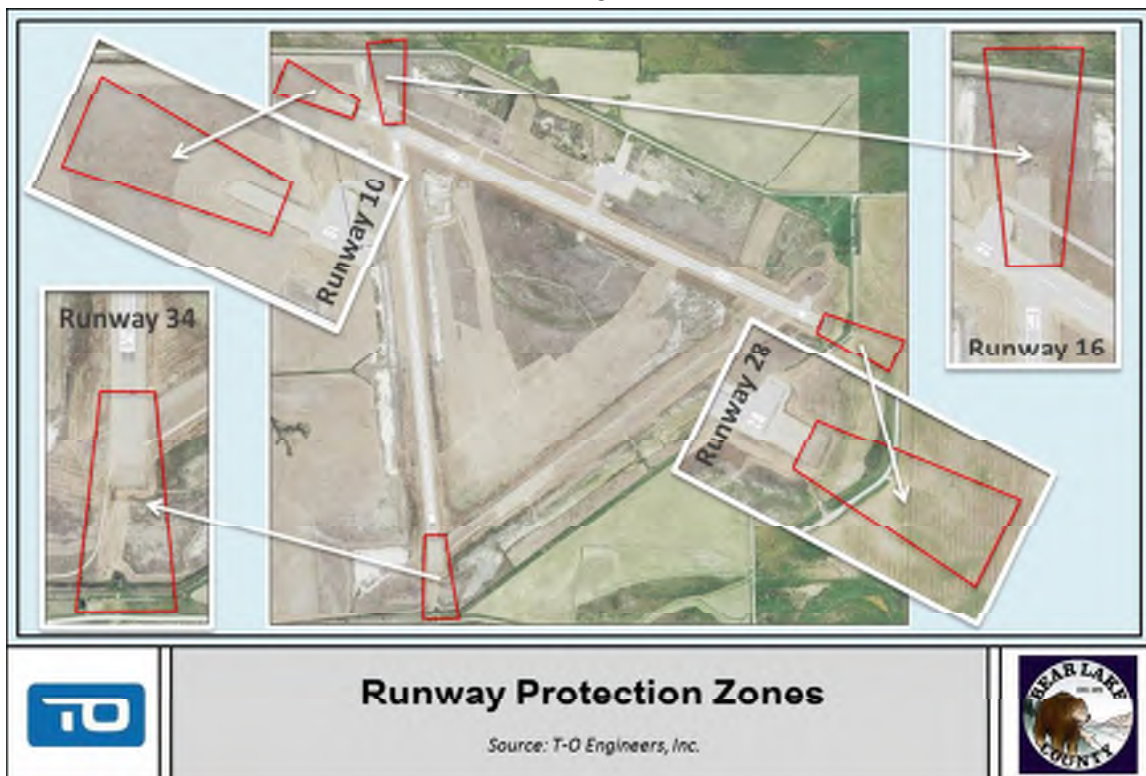 Runway 10
Runway 16
Runway 34
Runway 28
Runway Protection Zones
Source: T-O Engineers, Inc.
TO
BEAR LAKE
COUNTY